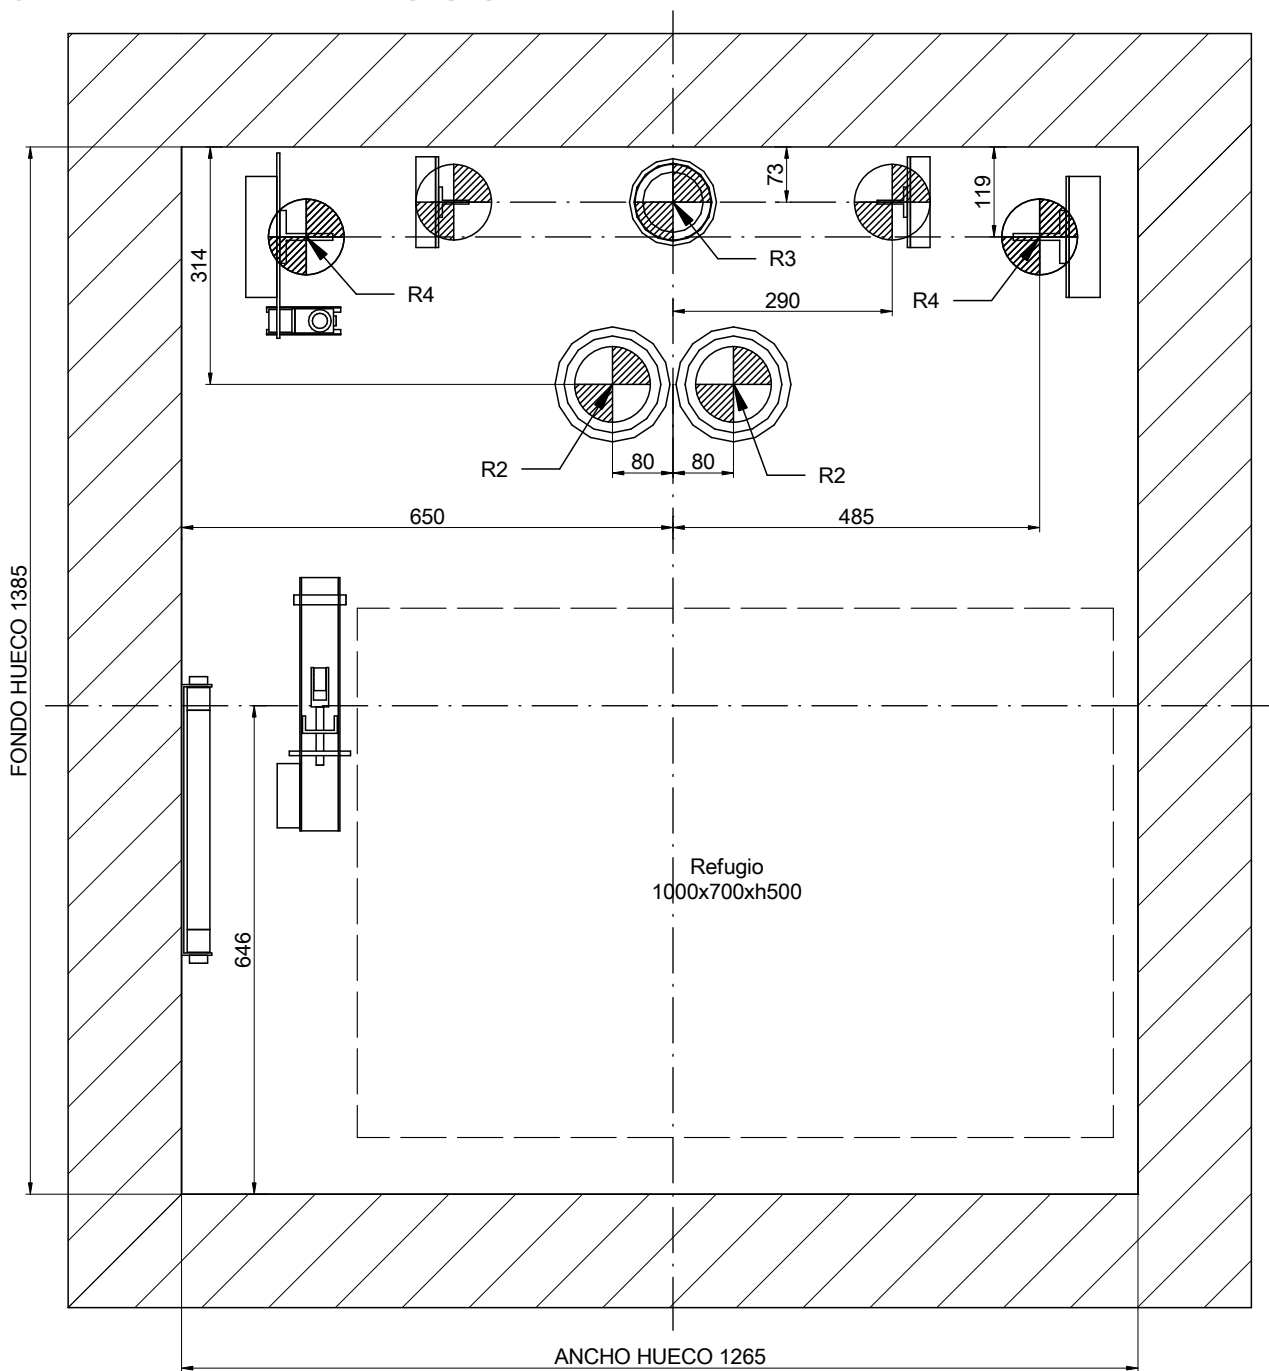 73
119
314
R3
R4
290
R4
R2
80
80
R2
650
485
FONDO HUECO 1385
Refugio
1000x700xh500
646
ANCHO HUECO 1265